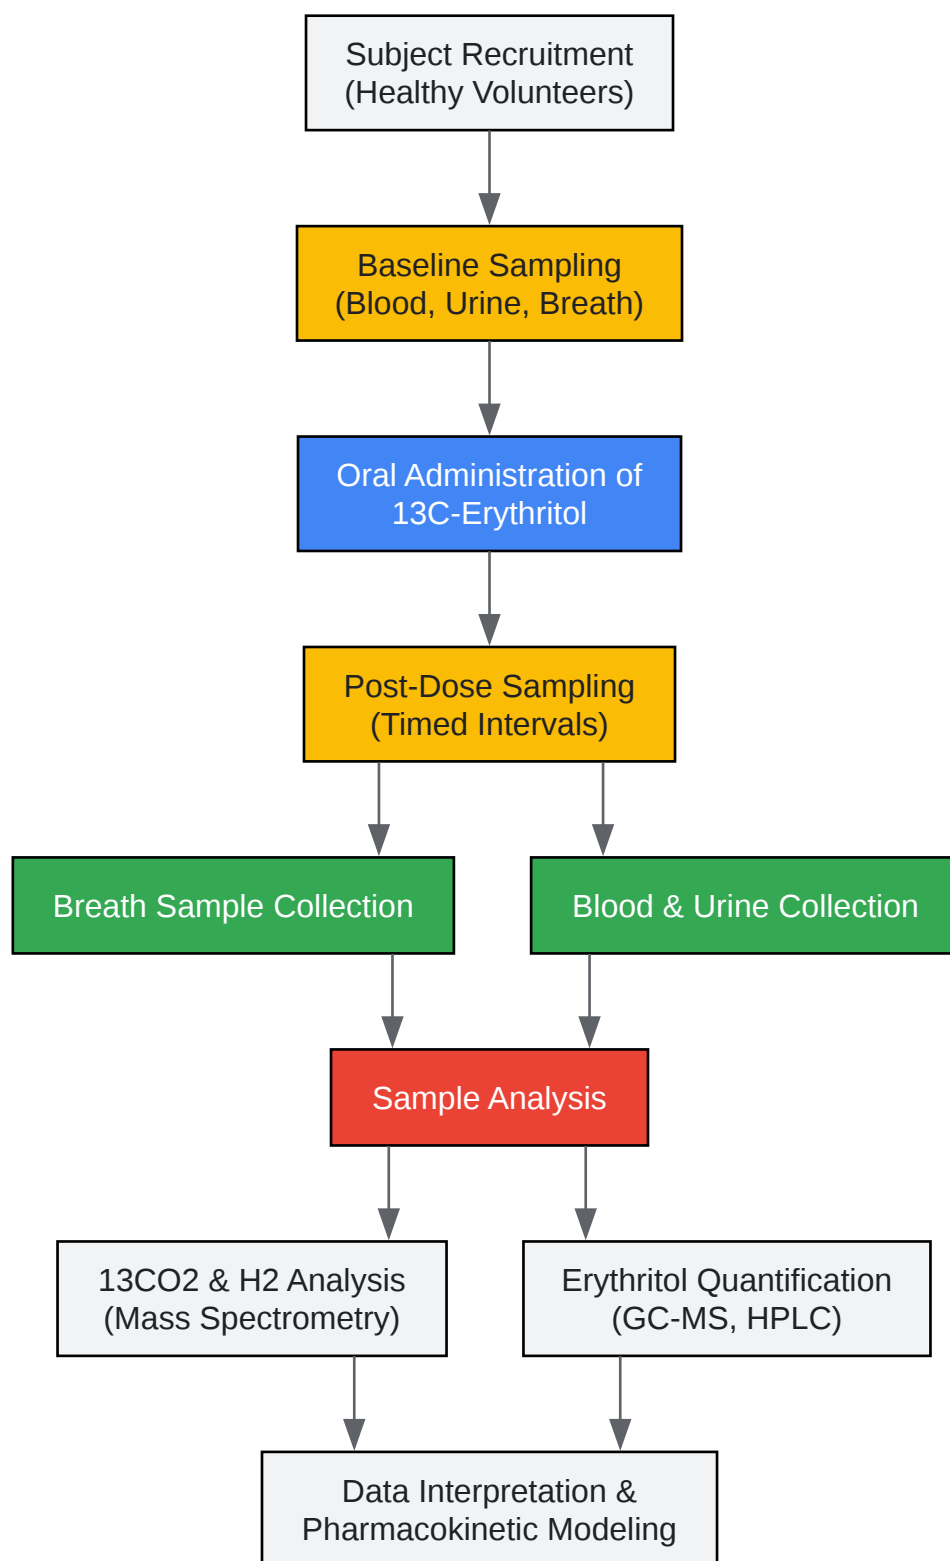 Subject Recruitment
(Healthy Volunteers)
Baseline Sampling
(Blood, Urine, Breath)
Oral Administration of
13C-Erythritol
Post-Dose Sampling
(Timed Intervals)
Breath Sample Collection
Blood & Urine Collection
Sample Analysis
13CO2 & H2 Analysis
(Mass Spectrometry)
Erythritol Quantification
(GC-MS, HPLC)
Data Interpretation &
Pharmacokinetic Modeling